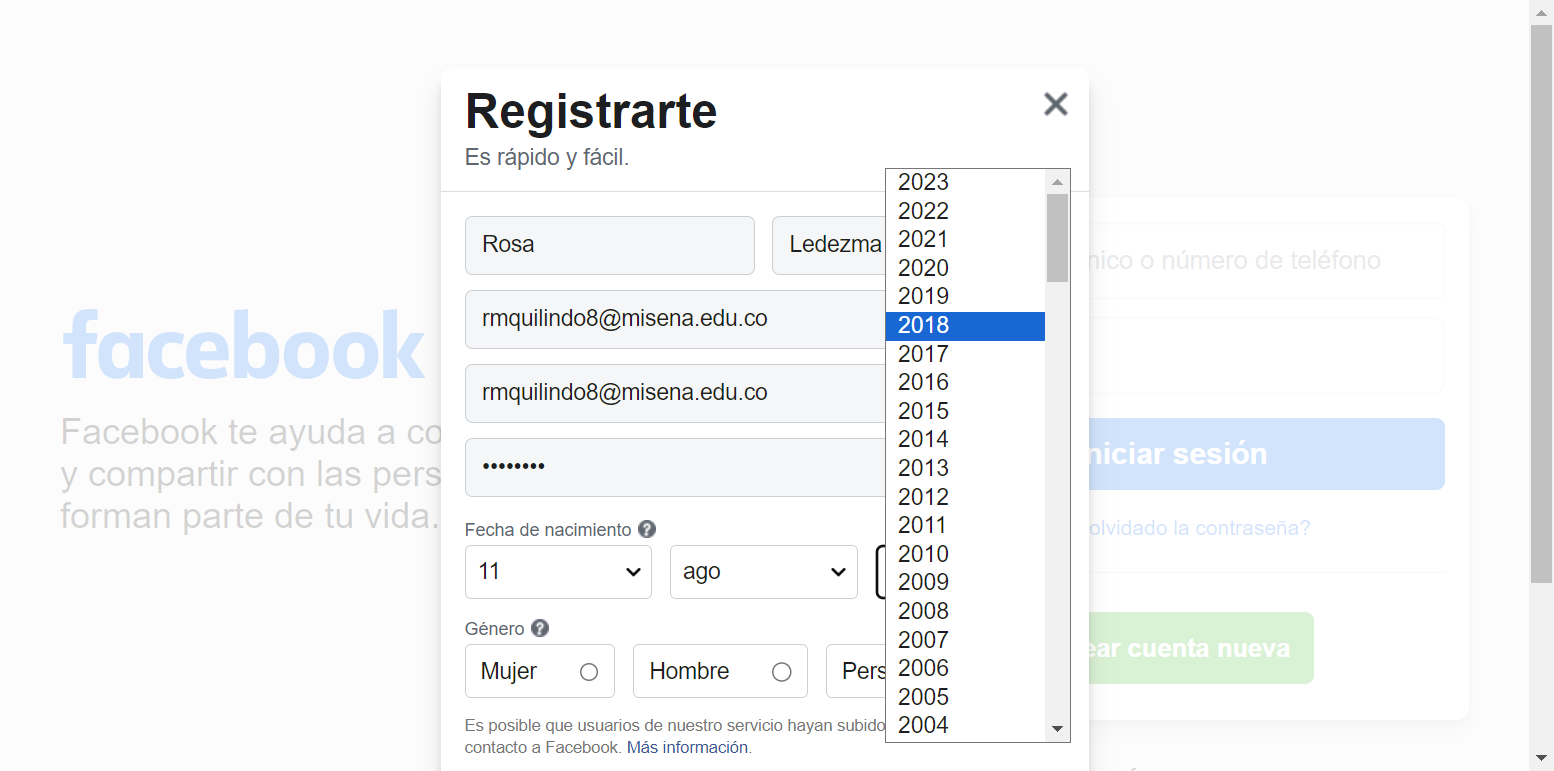 Registrarte
Es rápido y fácil.
Rosa
Ledezma
rmquilindo8@misena.edu.co
rmquilindo8@misena.edu.co
••••••••
Fecha de nacimiento
11
ago
Género
Mujer
Hombre
Pers
Es posible que usuarios de nuestro servicio hayan subido
contacto a Facebook. Más información.
2023
2022
2021
2020
2019
2018
2017
2016
2015
2014
2013
2012
2011
2010
2009
2008
2007
2006
2005
2004
facebook
Facebook te ayuda a co
y compartir con las pers
forman parte de tu vida.
nico o número de teléfono
niciar sesión
olvidado la contraseña?
ear cuenta nueva